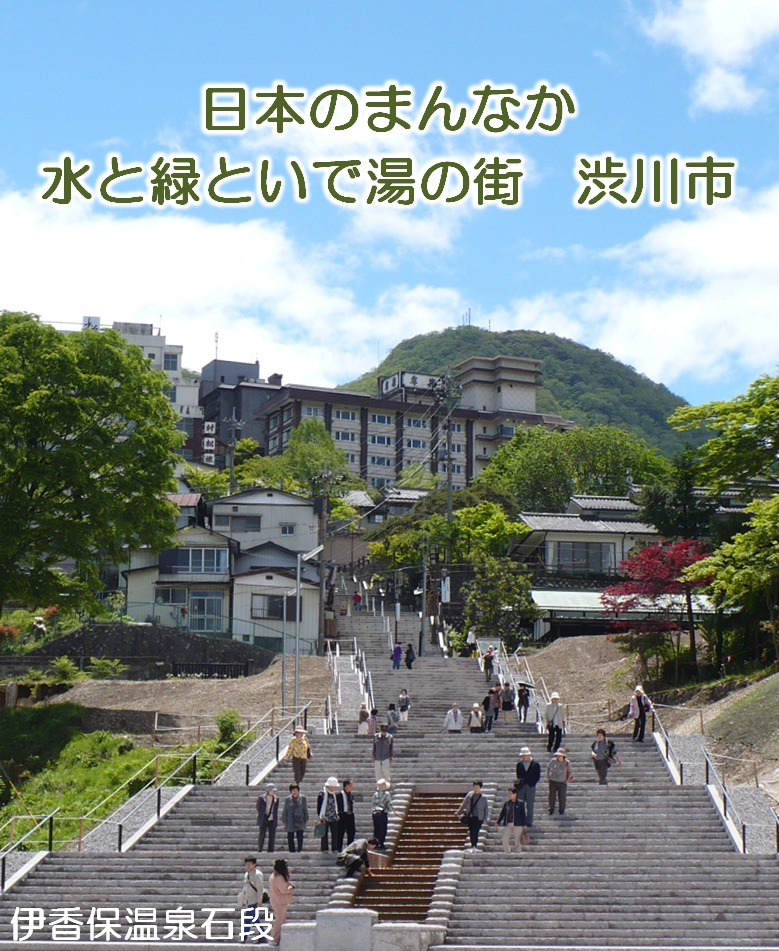 日本のまんなか
水と緑といで湯の街　渋川市
伊香保温泉石段